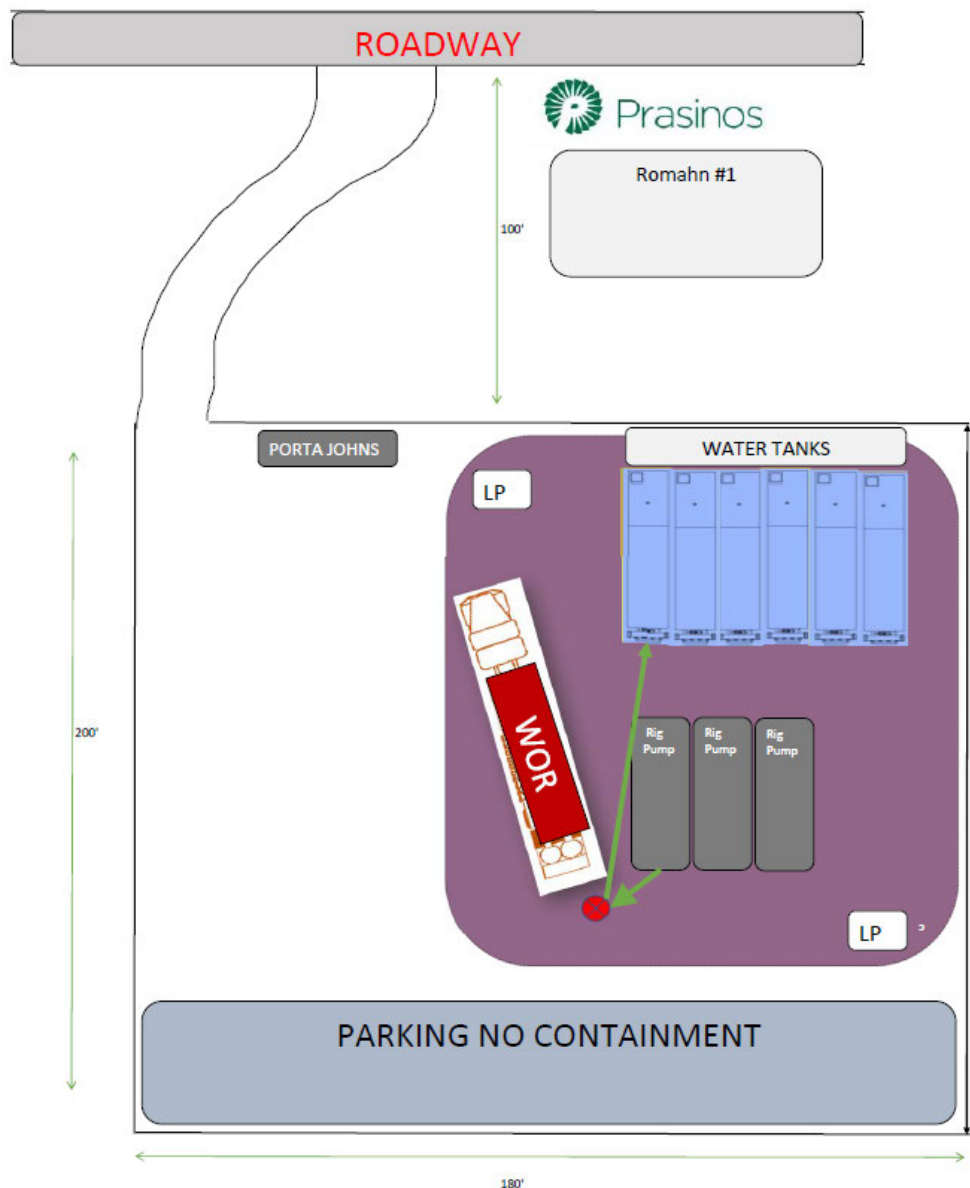 ROADWAY
Prasinos
Romahn #1
100'
PORTA JOHNS
WATER TANKS
LP
200'
WOR
Rig
Pump
Rig
Pump
Rig
Pump
LP
PARKING NO CONTAINMENT
180'